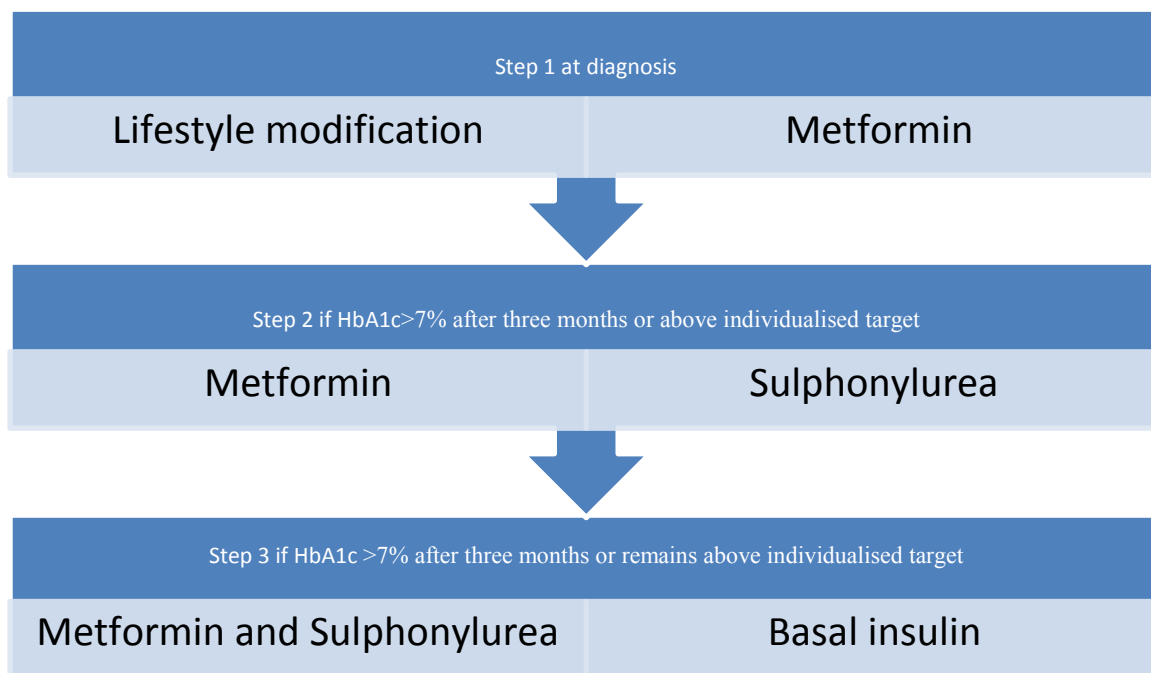 Step 1 at diagnosis
Lifestyle modification
Metformin
Step 2 if HbA1c>7% after three months or above individualised target
Metformin
Sulphonylurea
Step 3 if HbA1c >7% after three months or remains above individualised target
Metformin and Sulphonylurea
Basal insulin